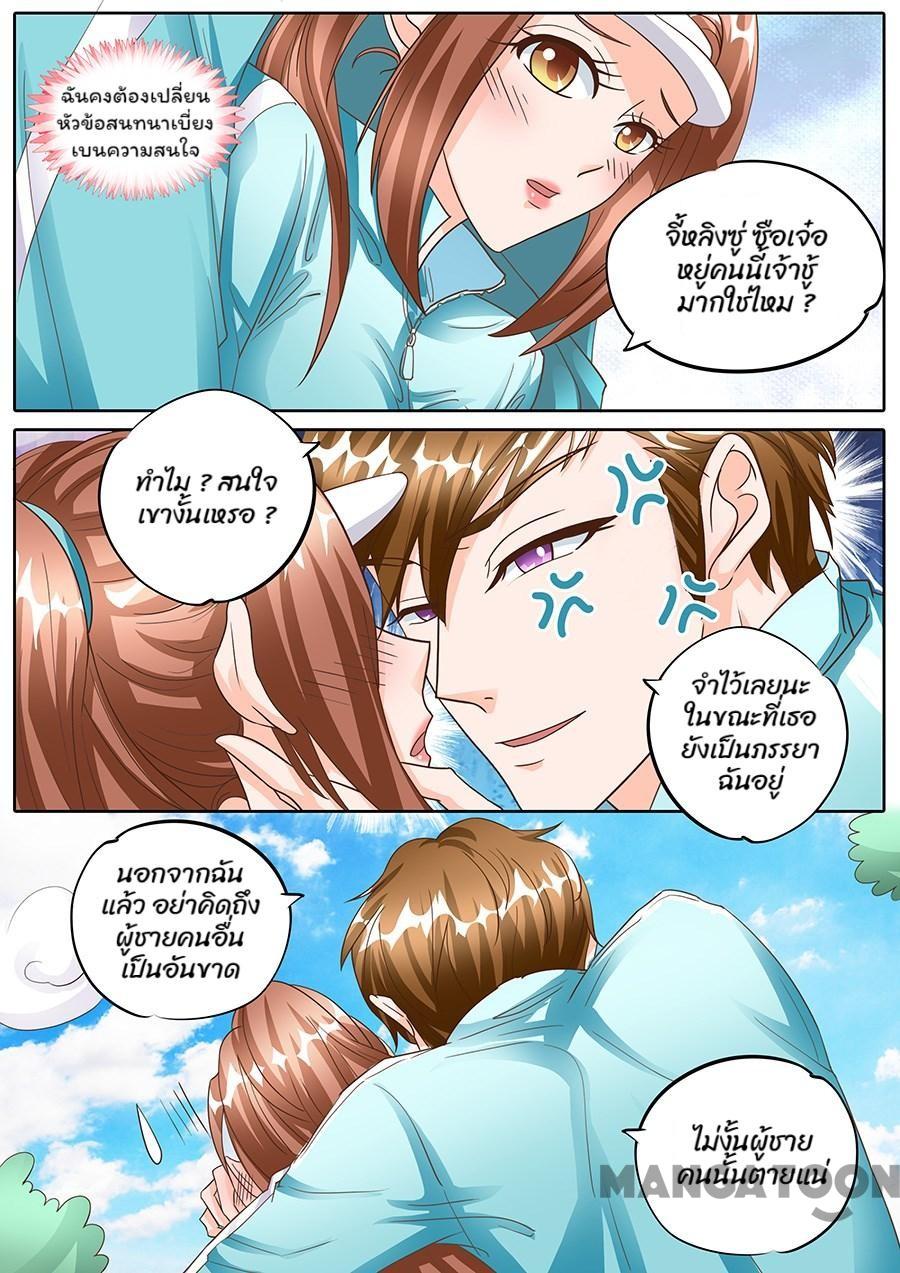 ฉันคงต้องเปลี่ยน
หัวข้อสนทนาเบี่ยง
เบนความสนใจ
จี้หลิงซู่ ซือเจ๋อ
หยู่คนนี้เจ้าชู้
มากใช่ไหม ?
ทำไม ? สนใจ
เขางั้นเหรอ ?
จำไว้เลยนะ
ในขณะที่เธอ
ยังเป็นภรรยา
ฉันอยู่
นอกจากฉัน
แล้ว อย่าคิดถึง
ผู้ชายคนอื่น
เป็นอันขาด
ไม่งั้นผู้ชาย
คนนั้นตายแน่
MANGATOON